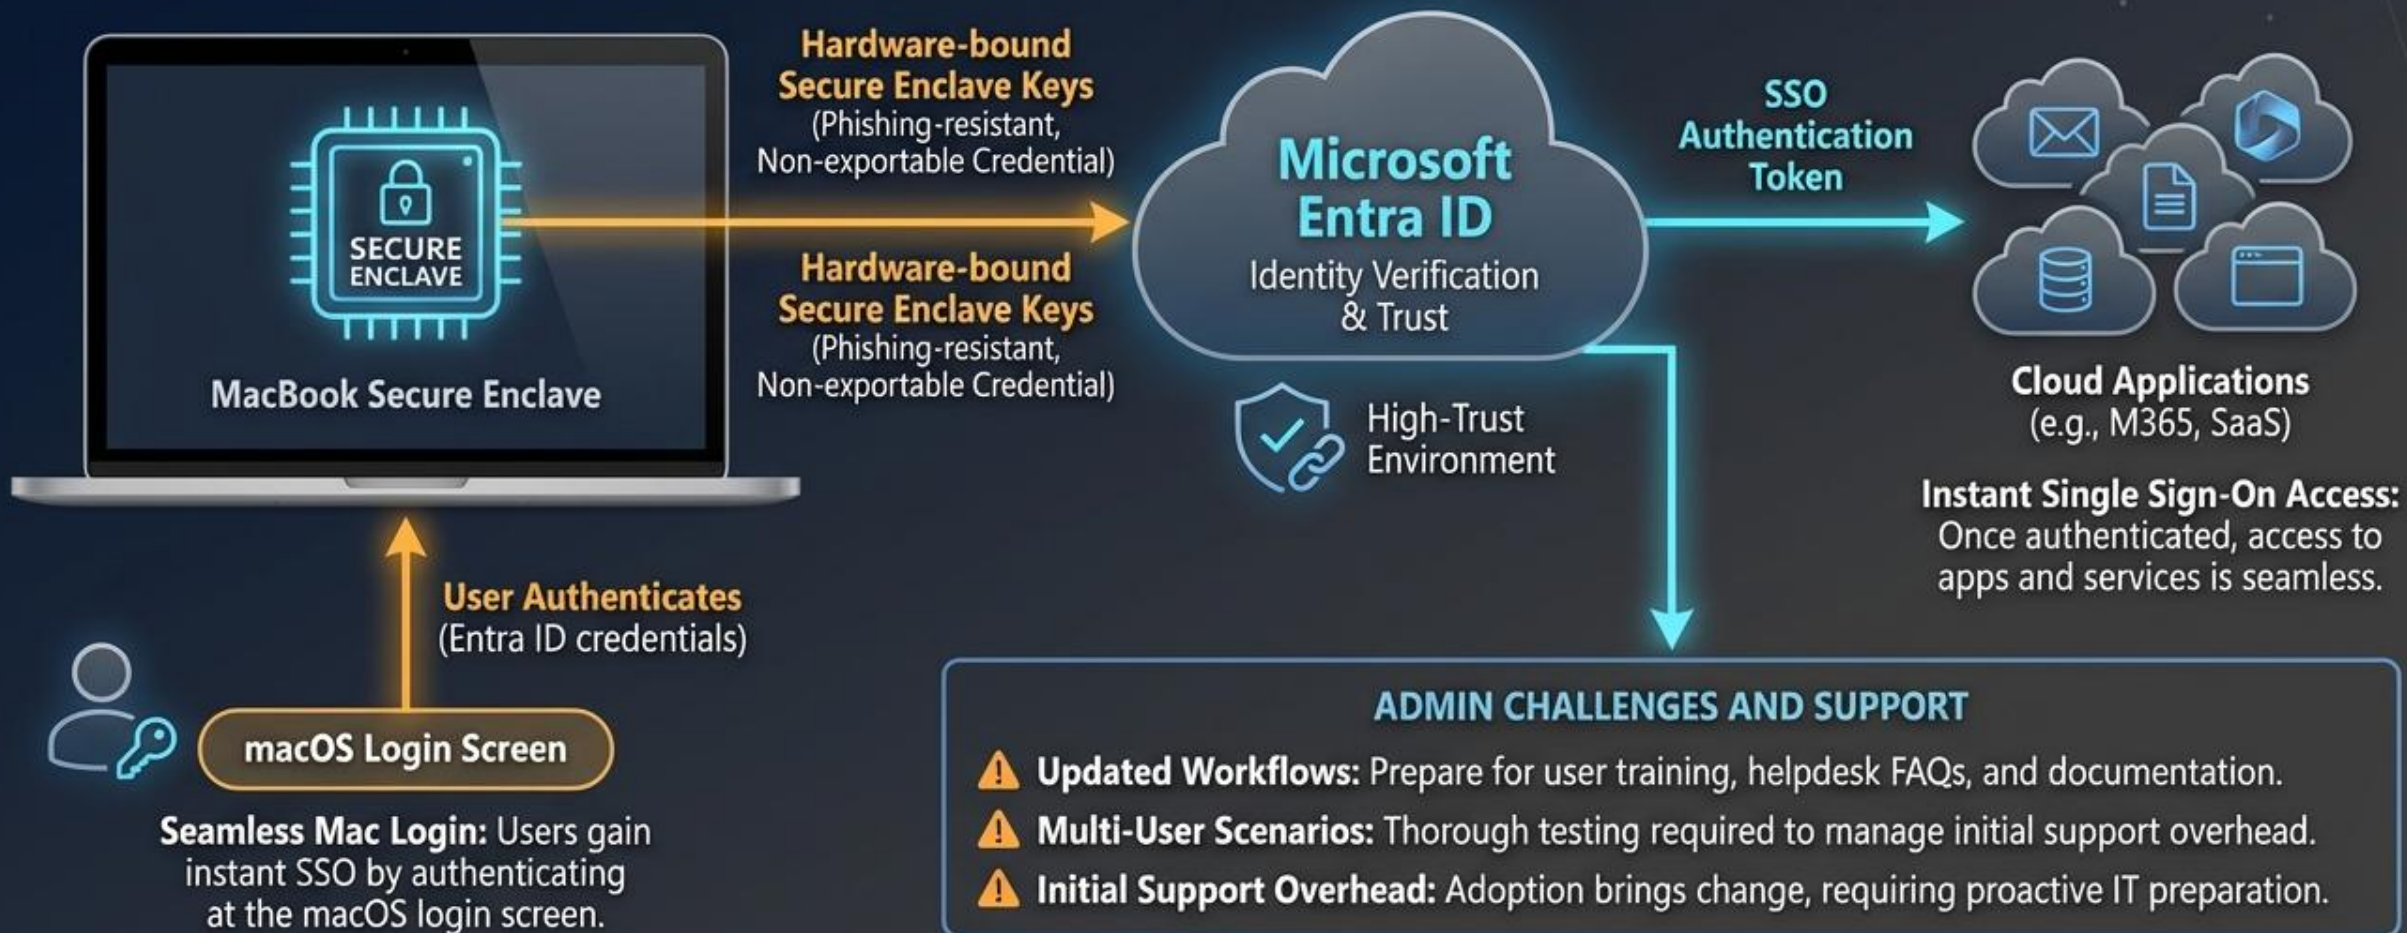 SECURE
ENCLAVE
MacBook Secure Enclave
Hardware-bound
Secure Enclave Keys
(Phishing-resistant,
Non-exportable Credential)
Hardware-bound
Secure Enclave Keys
(Phishing-resistant,
Non-exportable Credential)
Microsoft
Entra ID
Identity Verification
& Trust
High-Trust
Environment
SSO
Authentication
Token
Cloud Applications
(e.g., M365, SaaS)
Instant Single Sign-On Access:
Once authenticated, access to
apps and services is seamless.
User Authenticates
(Entra ID credentials)
macOS Login Screen
Seamless Mac Login: Users gain
instant SSO by authenticating
at the macOS login screen.
ADMIN CHALLENGES AND SUPPORT
Updated Workflows: Prepare for user training, helpdesk FAQs, and documentation.
Multi-User Scenarios: Thorough testing required to manage initial support overhead.
Initial Support Overhead: Adoption brings change, requiring proactive IT preparation.